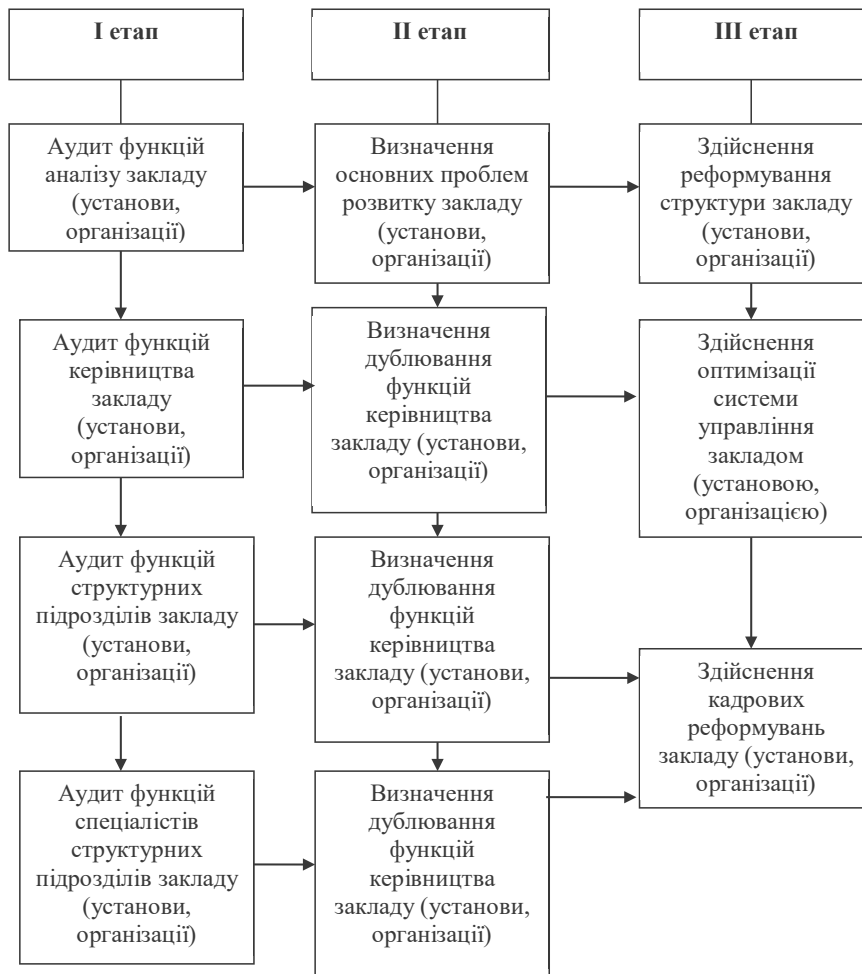 І етап
ІІ етап
ІІІ етап
Аудит функцій
аналізу закладу
(установи,
організації)
Визначення
основних проблем
розвитку закладу
(установи,
організації)
Здійснення
реформування
структури закладу
(установи,
організації)
Аудит функцій
керівництва
закладу
(установи,
організації)
Визначення
дублювання
функцій
керівництва
закладу (установи,
організації)
Здійснення
оптимізації
системи
управління
закладом
(установою,
організацією)
Аудит функцій
структурних
підрозділів закладу
(установи,
організації)
Визначення
дублювання
функцій
керівництва
закладу (установи,
організації)
Здійснення
кадрових
реформувань
закладу (установи,
організації)
Аудит функцій
спеціалістів
структурних
підрозділів закладу
(установи,
організації)
Визначення
дублювання
функцій
керівництва
закладу (установи,
організації)